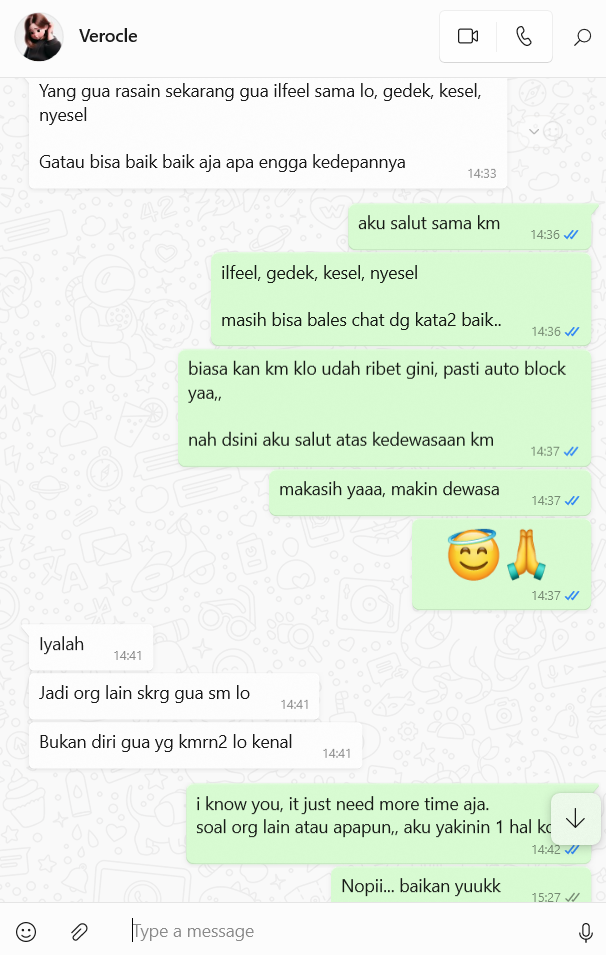 Verocle
Yang gua rasain sekarang gua ilfeel sama lo, gedek, kesel,
nyesel
Gatau bisa baik baik aja apa engga kedepannya
14:33
aku salut sama km
14:36
ilfeel, gedek, kesel, nyesel
masih bisa bales chat dg kata2 baik..
14:36
biasa kan km klo udah ribet gini, pasti auto block
yaa,,
nah dsini aku salut atas kedewasaan km
14:37
makasih yaaa, makin dewasa
14:37
14:37
Iyalah
14:41
Jadi org lain skrg gua sm lo
14:41
Bukan diri gua yg kmrn2 lo kenal
14:41
i know you, it just need more time aja.
soal org lain atau apapun,, aku yakinin 1 hal
14:42
Nopii... baikan yuukk
15:27
Type a message